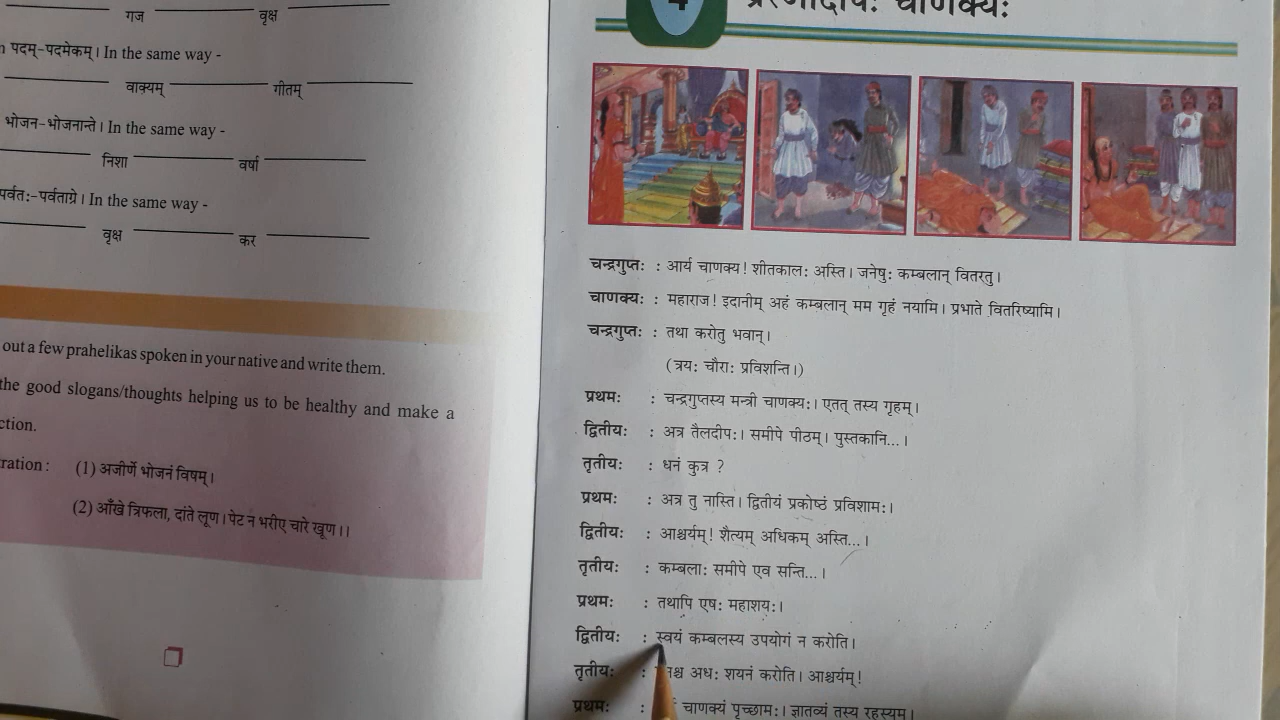 गज वृक्ष
पदम्-पदमेकम्। In the same way -
वाक्यम् गीतम्
भोजन-भोजनान्ते। In the same way -
निशा वर्षा
पर्वतः-पर्वताग्रे। In the same way -
वृक्ष कर
out a few prahelikas spoken in your native and write them.
the good slogans/thoughts helping us to be healthy and make a
ction.
ration : (1) अजीर्णे भोजनं विषम्।
(2) आँखे त्रिफला, दांते लूण। पेट न भरीए चारे खूण।।
4 चाणक्यः
चन्द्रगुप्तः : आर्य चाणक्य! शीतकालः अस्ति। जनेषुः कम्बलान् वितरतु।
चाणक्यः : महाराज! इदानीम् अहं कम्बलान् मम गृहं नयामि। प्रभाते वितरिष्यामि।
चन्द्रगुप्तः : तथा करोतु भवान्।
(त्रयः चौराः प्रविशन्ति।)
प्रथमः : चन्द्रगुप्तस्य मन्त्री चाणक्यः। एतत् तस्य गृहम्।
द्वितीयः : अत्र तैलदीपः। समीपे पीठम्। पुस्तकानि...।
तृतीयः : धनं कुत्र ?
प्रथमः : अत्र तु नास्ति। द्वितीयं प्रकोष्ठं प्रविशामः।
द्वितीयः : आश्चर्यम्! शैत्यम् अधिकम् अस्ति...।
तृतीयः : कम्बलाः समीपे एव सन्ति...।
प्रथमः : तथापि एषः महाशयः।
द्वितीयः : स्वयं कम्बलस्य उपयोगं न करोति।
तृतीयः : अधः शयनं करोति। आश्चर्यम्!
प्रथमः : चाणक्यं पृच्छामः। ज्ञातव्यं तस्य रहस्यम्।